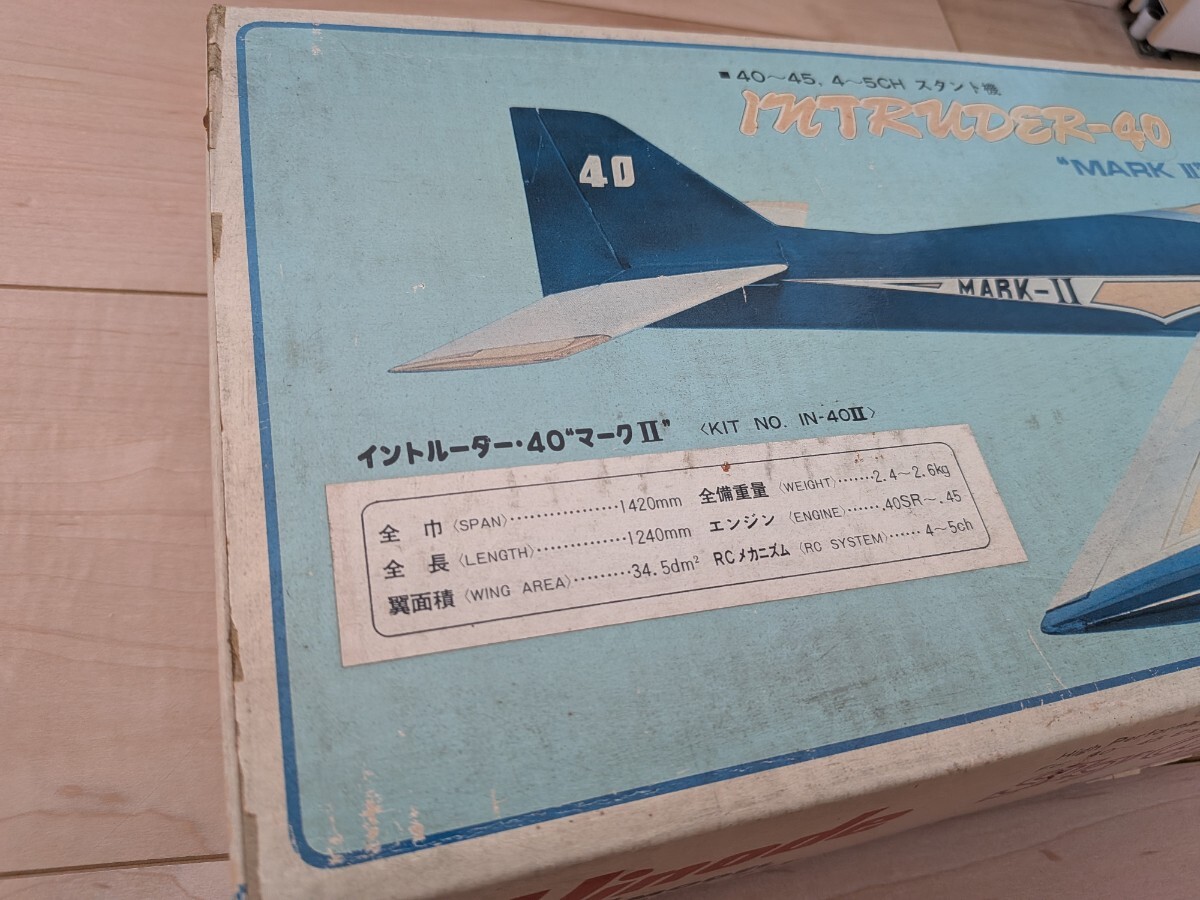 ■40～45, 4～5CH スタント機
INTRUDER-40
"MARK II"
40
MARK-II
イントルーダー・40"マークII" 〈KIT NO. IN-40II〉
全巾〈SPAN〉………………1420mm
全長〈LENGTH〉……………1240mm
翼面積〈WING AREA〉………34.5dm²
全備重量〈WEIGHT〉……2.4～2.6kg
エンジン〈ENGINE〉……40SR～.45
RCメカニズム〈RC SYSTEM〉……4～5ch